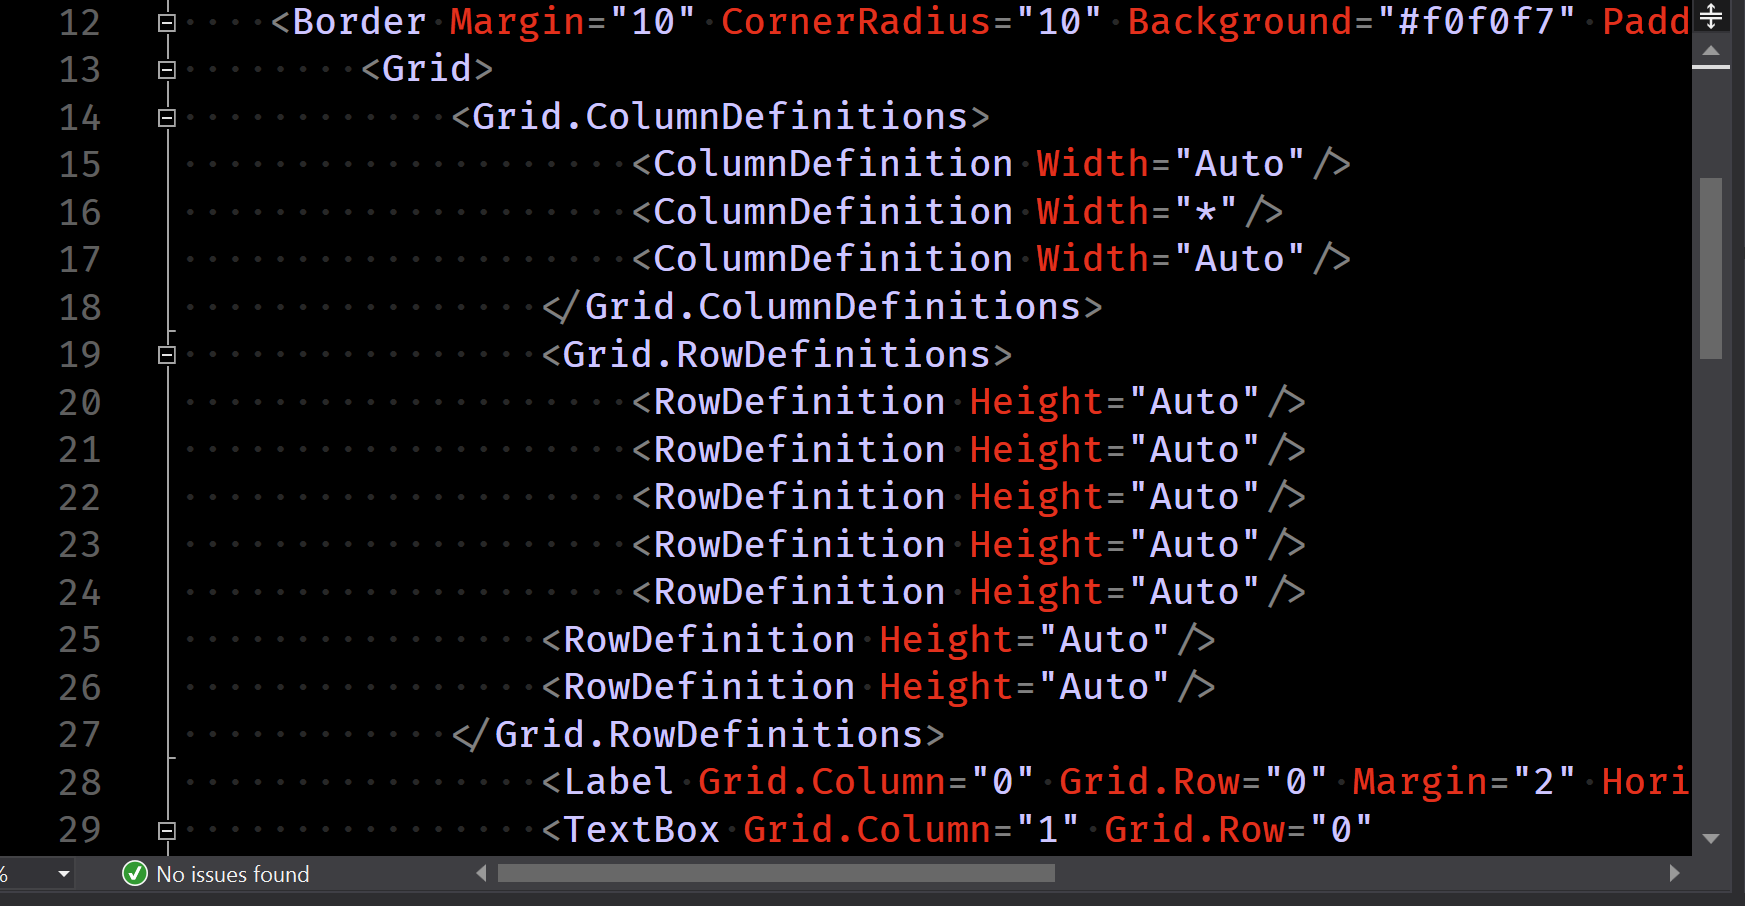 12 <Border Margin="10" CornerRadius="10" Background="#f0f0f7" Padd
13 <Grid>
14 <Grid.ColumnDefinitions>
15 <ColumnDefinition Width="Auto"/>
16 <ColumnDefinition Width="*"/>
17 <ColumnDefinition Width="Auto"/>
18 </Grid.ColumnDefinitions>
19 <Grid.RowDefinitions>
20 <RowDefinition Height="Auto"/>
21 <RowDefinition Height="Auto"/>
22 <RowDefinition Height="Auto"/>
23 <RowDefinition Height="Auto"/>
24 <RowDefinition Height="Auto"/>
25 <RowDefinition Height="Auto"/>
26 <RowDefinition Height="Auto"/>
27 </Grid.RowDefinitions>
28 <Label Grid.Column="0" Grid.Row="0" Margin="2" Hori
29 <TextBox Grid.Column="1" Grid.Row="0"
% No issues found